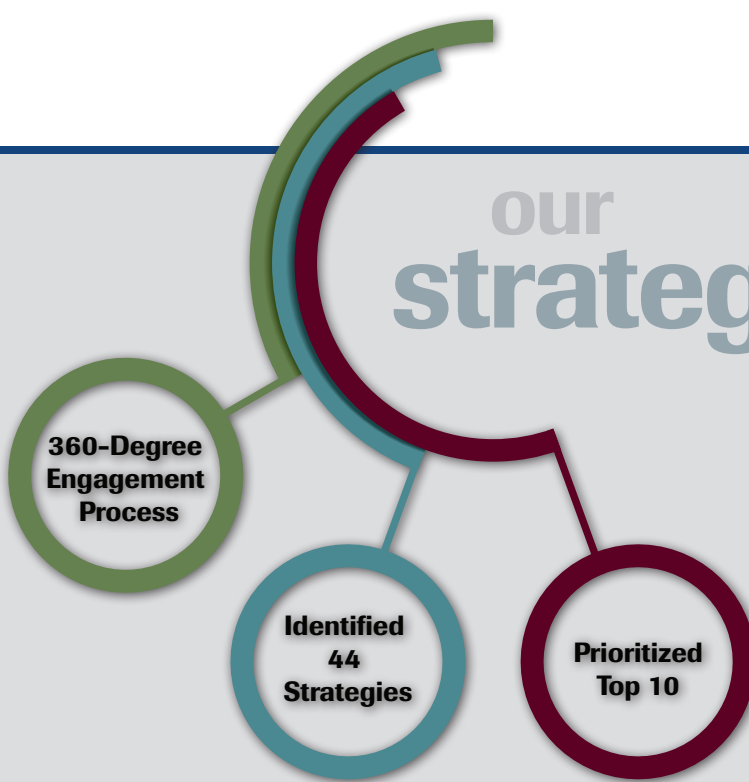 our
strateg
360-Degree
Engagement
Process
Identified
44
Strategies
Prioritized
Top 10